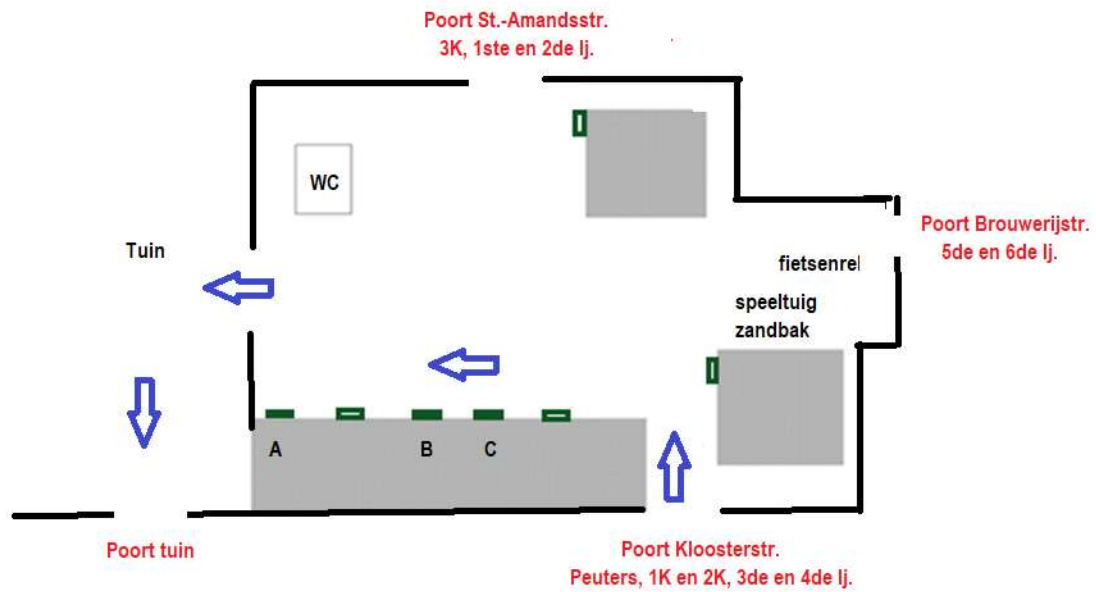 Poort St.-Amandsstr.
3K, 1ste en 2de lj.
WC
Tuin
Poort Brouwerijstr.
5de en 6de lj.
fietsenrel
speeltuig
zandbak
A
B
C
Poort tuin
Poort Kloosterstr.
Peuters, 1K en 2K, 3de en 4de lj.